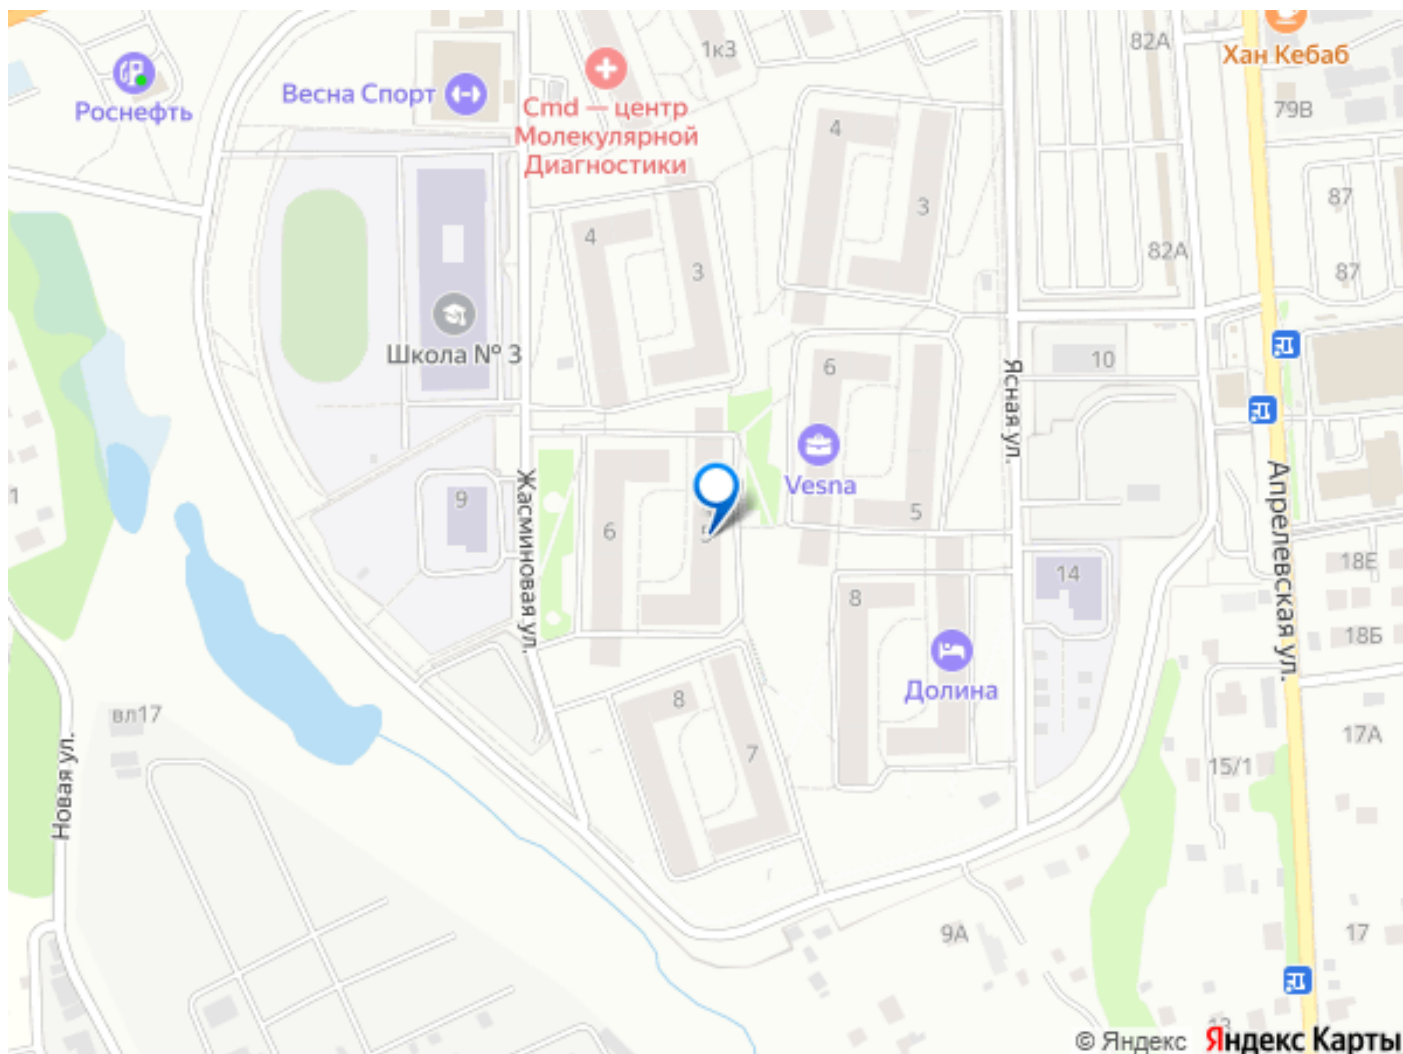 Хан Кебаб
82А
1к3
Роснефть
Весна Спорт
Cmd — центр
Молекулярной
Диагностики
79В
4
3
87
4
3
82А
87
Школа № 3
6
10
Ясная ул.
Vesna
5
Апрелевская ул.
1
9
Жасминовая ул.
6
14
18Е
8
18Б
Долина
8
вл17
Новая ул.
7
17А
15/1
9А
17
13
© Яндекс
Яндекс Карты